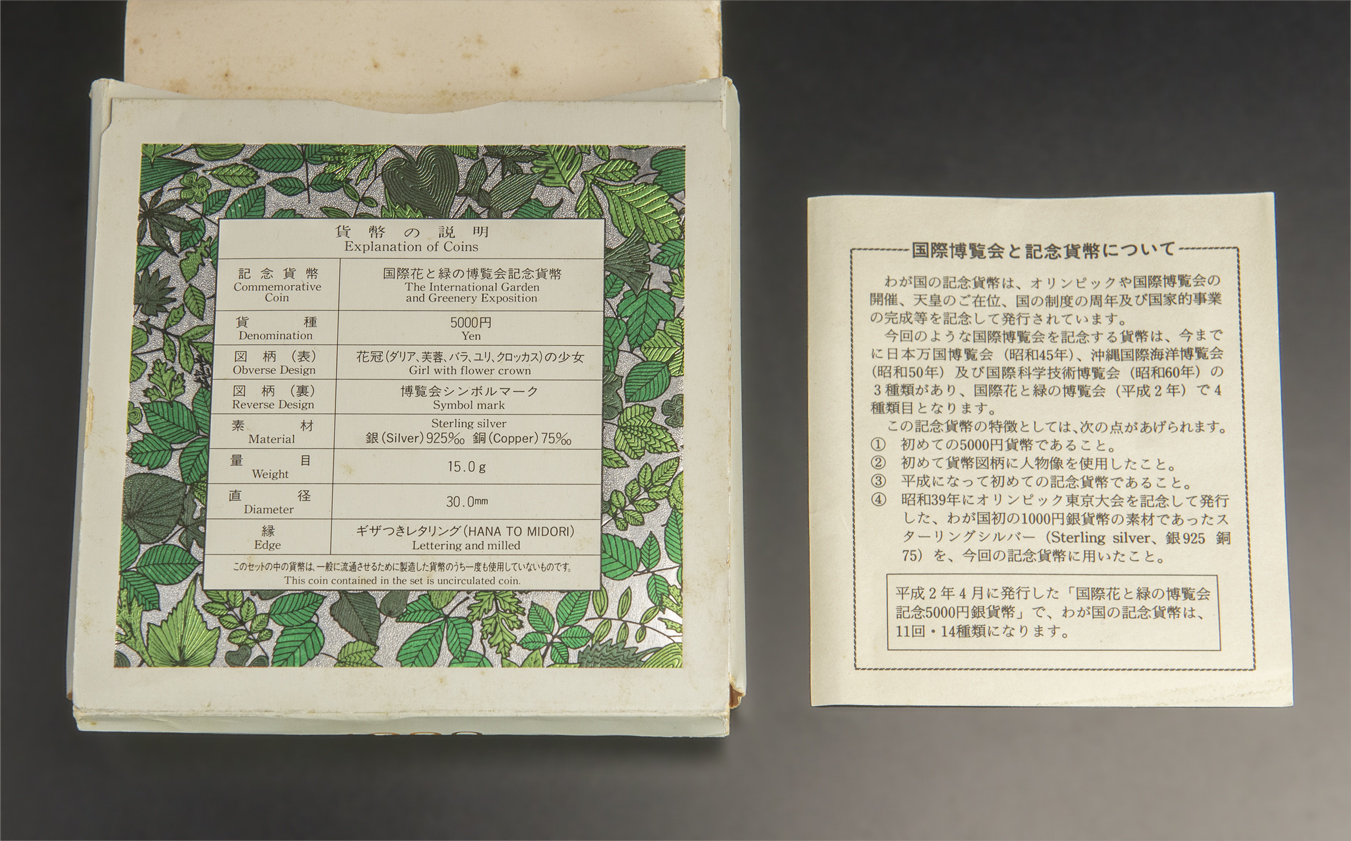 貨幣の説明
Explanation of Coins
記念貨幣
Commemorative
Coin
国際花と緑の博覧会記念貨幣
The International Garden
and Greenery Exposition
貨種
Denomination
5000円
Yen
図柄(表)
Obverse Design
花冠(ダリア、芙蓉、バラ、ユリ、クロッカス)の少女
Girl with flower crown
図柄(裏)
Reverse Design
博覧会シンボルマーク
Symbol mark
素材
Material
Sterling silver
銀(Silver)925‰ 銅(Copper)75‰
量目
Weight
15.0g
直径
Diameter
30.0mm
縁
Edge
ギザつきレタリング(HANA TO MIDORI)
Lettering and milled
このセットの中の貨幣は、一般に流通させるために製造した貨幣のうち一度も使用していないものです。
This coin contained in the set is uncirculated coin.
国際博覧会と記念貨幣について
わが国の記念貨幣は、オリンピックや国際博覧会の
開催、天皇のご在位、国の制度の周年及び国家的事業
の完成等を記念して発行されています。
今回のような国際博覧会を記念する貨幣は、今まで
に日本万国博覧会(昭和45年)、沖縄国際海洋博覧会
(昭和50年)及び国際科学技術博覧会(昭和60年)の
3種類があり、国際花と緑の博覧会(平成2年)で4
種類目となります。
この記念貨幣の特徴としては、次の点があげられます。
① 初めての5000円貨幣であること。
② 初めて貨幣図柄に人物像を使用したこと。
③ 平成になって初めての記念貨幣であること。
④ 昭和39年にオリンピック東京大会を記念して発行
した、わが国初の1000円銀貨幣の素材であったス
ターリングシルバー(Sterling silver、銀925 銅
75)を、今回の記念貨幣に用いたこと。
平成2年4月に発行した「国際花と緑の博覧会
記念5000円銀貨幣」で、わが国の記念貨幣は、
11回・14種類になります。